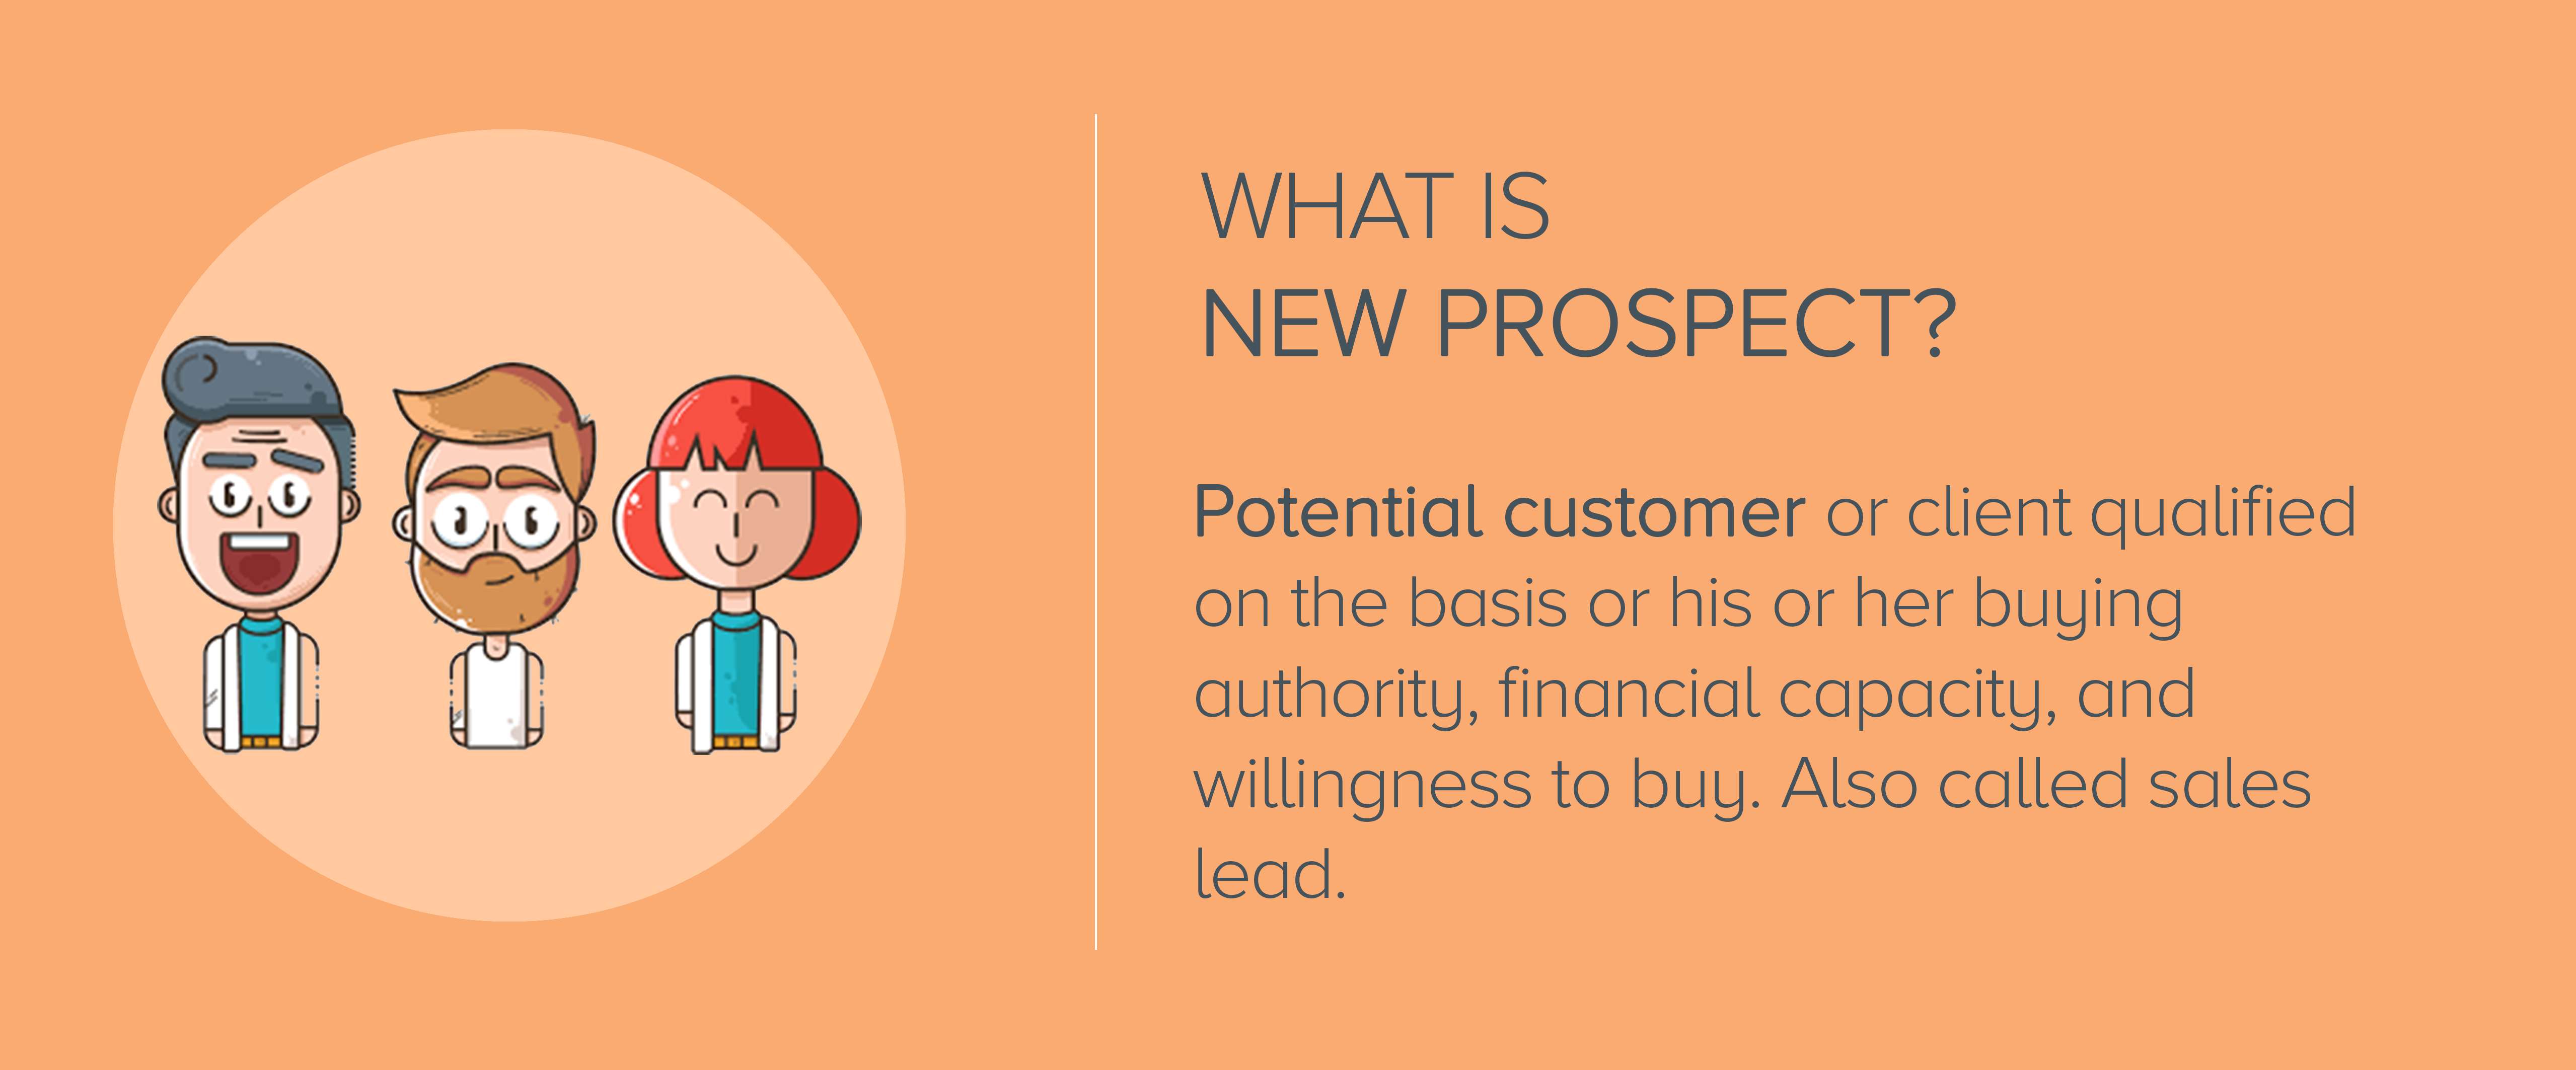 WHAT IS
NEW PROSPECT?
Potential customer or client qualified
on the basis or his or her buying
authority, financial capacity, and
willingness to buy. Also called sales
lead.